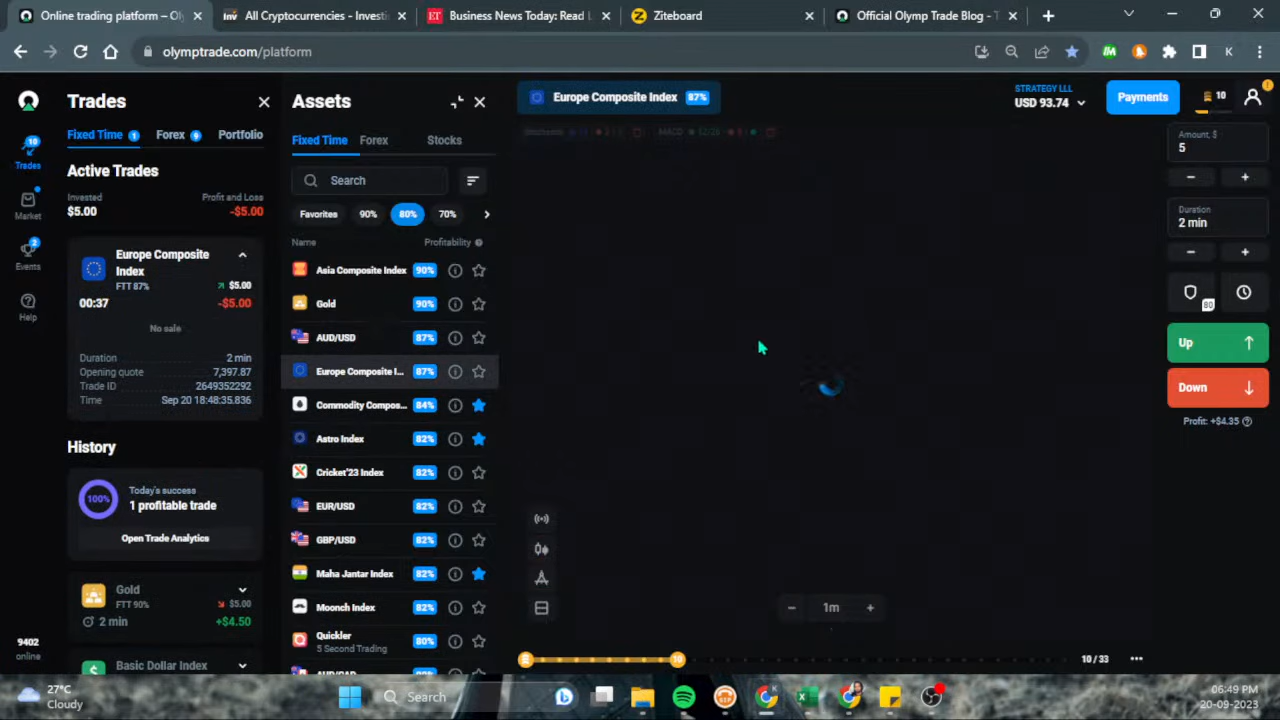 Online trading platform – Oly
All Cryptocurrencies - Investi
Business News Today: Read L
Ziteboard
Official Olymp Trade Blog - T
olymptrade.com/platform
K
Trades
Assets
Europe Composite Index 87%
STRATEGY LLL
USD 93.74
Payments
10
Fixed Time 1
Forex 9
Portfolio
Fixed Time
Forex
Stocks
10
Trades
Market
2
Events
Help
Active Trades
Invested
Profit and Loss
$5.00
-$5.00
Europe Composite
Index
FTT 87%
$5.00
00:37
-$5.00
No sale
Duration
2 min
Opening quote
7,397.87
Trade ID
2649352292
Time
Sep 20 18:48:35.836
History
100%
Today's success
1 profitable trade
Open Trade Analytics
Gold
FTT 90%
$5.00
2 min
+$4.50
Basic Dollar Index
9402
online
Search
Favorites
90%
80%
70%
Name
Profitability
Asia Composite Index 90%
Gold 90%
AUD/USD 87%
Europe Composite I... 87%
Commodity Compos... 84%
Astro Index 82%
Cricket'23 Index 82%
EUR/USD 82%
GBP/USD 82%
Maha Jantar Index 82%
Moonch Index 82%
Quickler 80%
5 Second Trading
Stochastic
MACD
1m
10
10 / 33
Amount, $
5
Duration
2 min
80
Up
Down
Profit: +$4.35
27°C
Cloudy
Search
06:49 PM
20-09-2023